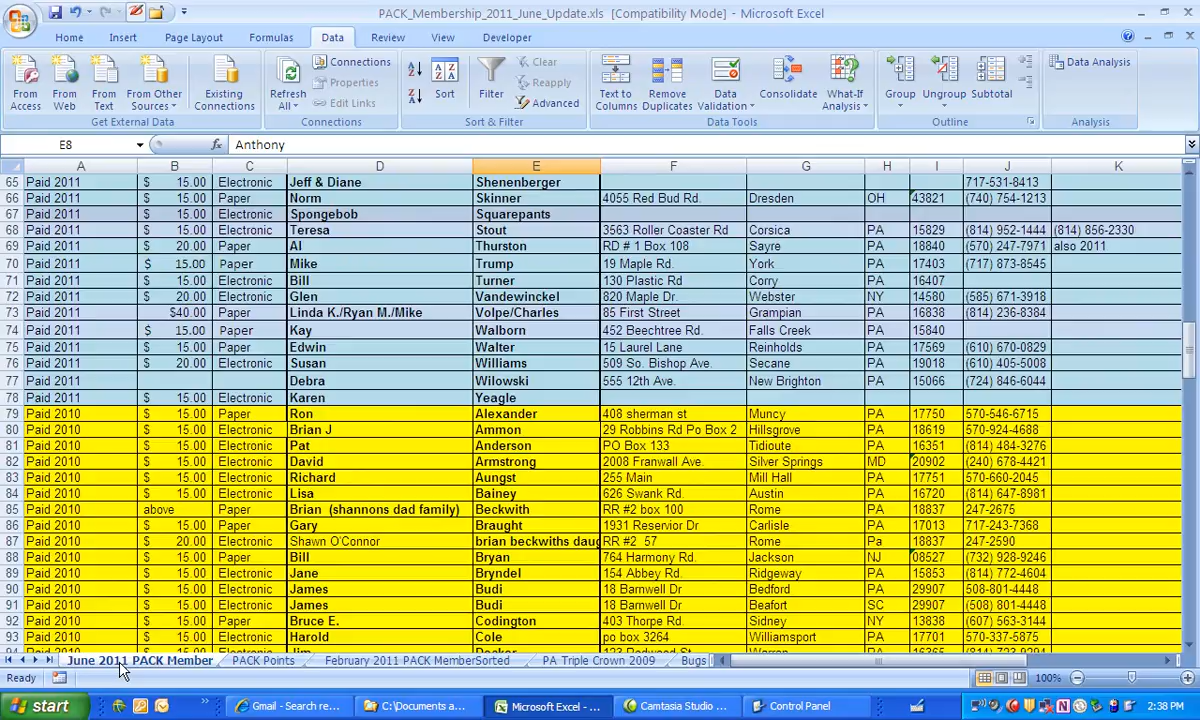 PACK_Membership_2011_June_Update.xls [Compatibility Mode] - Microsoft Excel
Home Insert Page Layout Formulas Data Review View Developer
From Access From Web From Text From Other Sources Existing Connections Refresh All Connections Properties Edit Links Sort Filter Clear Reapply Advanced Text to Columns Remove Duplicates Data Validation Consolidate What-If Analysis Group Ungroup Subtotal Data Analysis
Get External Data Connections Sort & Filter Data Tools Outline Analysis
E8 fx Anthony
A B C D E F G H I J K
65 Paid 2011 $ 15.00 Electronic Jeff & Diane Shenenberger 717-531-8413
66 Paid 2011 $ 15.00 Paper Norm Skinner 4055 Red Bud Rd. Dresden OH 43821 (740) 754-1213
67 Paid 2011 $ 15.00 Electronic Spongebob Squarepants
68 Paid 2011 $ 15.00 Electronic Teresa Stout 3563 Roller Coaster Rd Corsica PA 15829 (814) 952-1444 (814) 856-2330
69 Paid 2011 $ 20.00 Paper Al Thurston RD # 1 Box 108 Sayre PA 18840 (570) 247-7971 also 2011
70 Paid 2011 $ 15.00 Paper Mike Trump 19 Maple Rd. York PA 17403 (717) 873-8545
71 Paid 2011 $ 15.00 Electronic Bill Turner 130 Plastic Rd Corry PA 16407
72 Paid 2011 $ 20.00 Electronic Glen Vandewinckel 820 Maple Dr. Webster NY 14580 (585) 671-3918
73 Paid 2011 $40.00 Paper Linda K./Ryan M./Mike Volpe/Charles 85 First Street Grampian PA 16838 (814) 236-8384
74 Paid 2011 $ 15.00 Paper Kay Walborn 452 Beechtree Rd. Falls Creek PA 15840
75 Paid 2011 $ 15.00 Paper Edwin Walter 15 Laurel Lane Reinholds PA 17569 (610) 670-0829
76 Paid 2011 $ 20.00 Electronic Susan Williams 509 So. Bishop Ave. Secane PA 19018 (610) 405-5008
77 Paid 2011 Debra Wilowski 555 12th Ave. New Brighton PA 15066 (724) 846-6044
78 Paid 2011 $ 15.00 Electronic Karen Yeagle
79 Paid 2010 $ 15.00 Paper Ron Alexander 408 sherman st Muncy PA 17750 570-546-6715
80 Paid 2010 $ 15.00 Electronic Brian J Ammon 29 Robbins Rd Po Box 2 Hillsgrove PA 18619 570-924-4688
81 Paid 2010 $ 15.00 Electronic Pat Anderson PO Box 133 Tidioute PA 16351 (814) 484-3276
82 Paid 2010 $ 15.00 Electronic David Armstrong 2008 Franwall Ave. Silver Springs MD 20902 (240) 678-4421
83 Paid 2010 $ 15.00 Electronic Richard Aungst 255 Main Mill Hall PA 17751 570-660-2045
84 Paid 2010 $ 15.00 Electronic Lisa Bainey 626 Swank Rd. Austin PA 16720 (814) 647-8981
85 Paid 2010 above Paper Brian (shannons dad family) Beckwith RR #2 box 100 Rome PA 18837 247-2675
86 Paid 2010 $ 15.00 Paper Gary Braught 1931 Reservior Dr Carlisle PA 17013 717-243-7368
87 Paid 2010 $ 20.00 Electronic Shawn O'Connor brian beckwiths daug RR #2 57 Rome Pa 18837 247-2590
88 Paid 2010 $ 15.00 Paper Bill Bryan 764 Harmony Rd. Jackson NJ 08527 (732) 928-9246
89 Paid 2010 $ 15.00 Electronic Jane Bryndel 154 Abbey Rd. Ridgeway PA 15853 (814) 772-4604
90 Paid 2010 $ 15.00 Electronic James Budi 18 Barnwell Dr Bedford PA 29907 508-801-4448
91 Paid 2010 $ 15.00 Electronic James Budi 18 Barnwell Dr Beafort SC 29907 (508) 801-4448
92 Paid 2010 $ 15.00 Paper Bruce E. Codington 403 Thorpe Rd. Sidney NY 13838 (607) 563-3144
93 Paid 2010 $ 15.00 Electronic Harold Cole po box 3264 Williamsport PA 17701 570-337-5875
June 2011 PACK Member PACK Points February 2011 PACK MemberSorted PA Triple Crown 2009 Bugs
Ready 100%
start Gmail - Search re... C:\Documents a... Microsoft Excel - ... Camtasia Studio ... Control Panel 2:38 PM